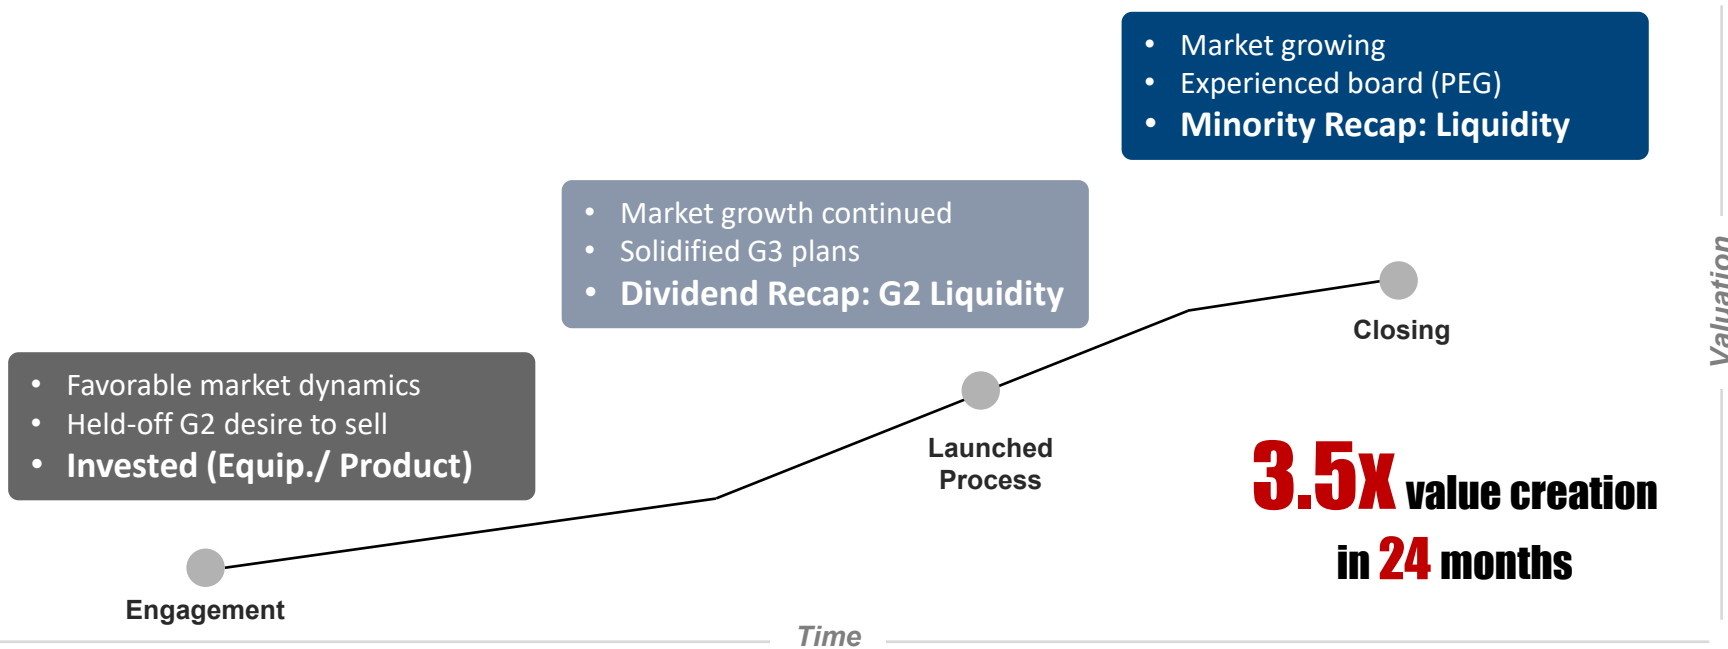 • Market growing
• Experienced board (PEG)
• Minority Recap: Liquidity
• Market growth continued
• Solidified G3 plans
• Dividend Recap: G2 Liquidity
• Favorable market dynamics
• Held-off G2 desire to sell
• Invested (Equip./ Product)
Engagement
Launched
Process
Closing
3.5x value creation
in 24 months
Time
Valuation